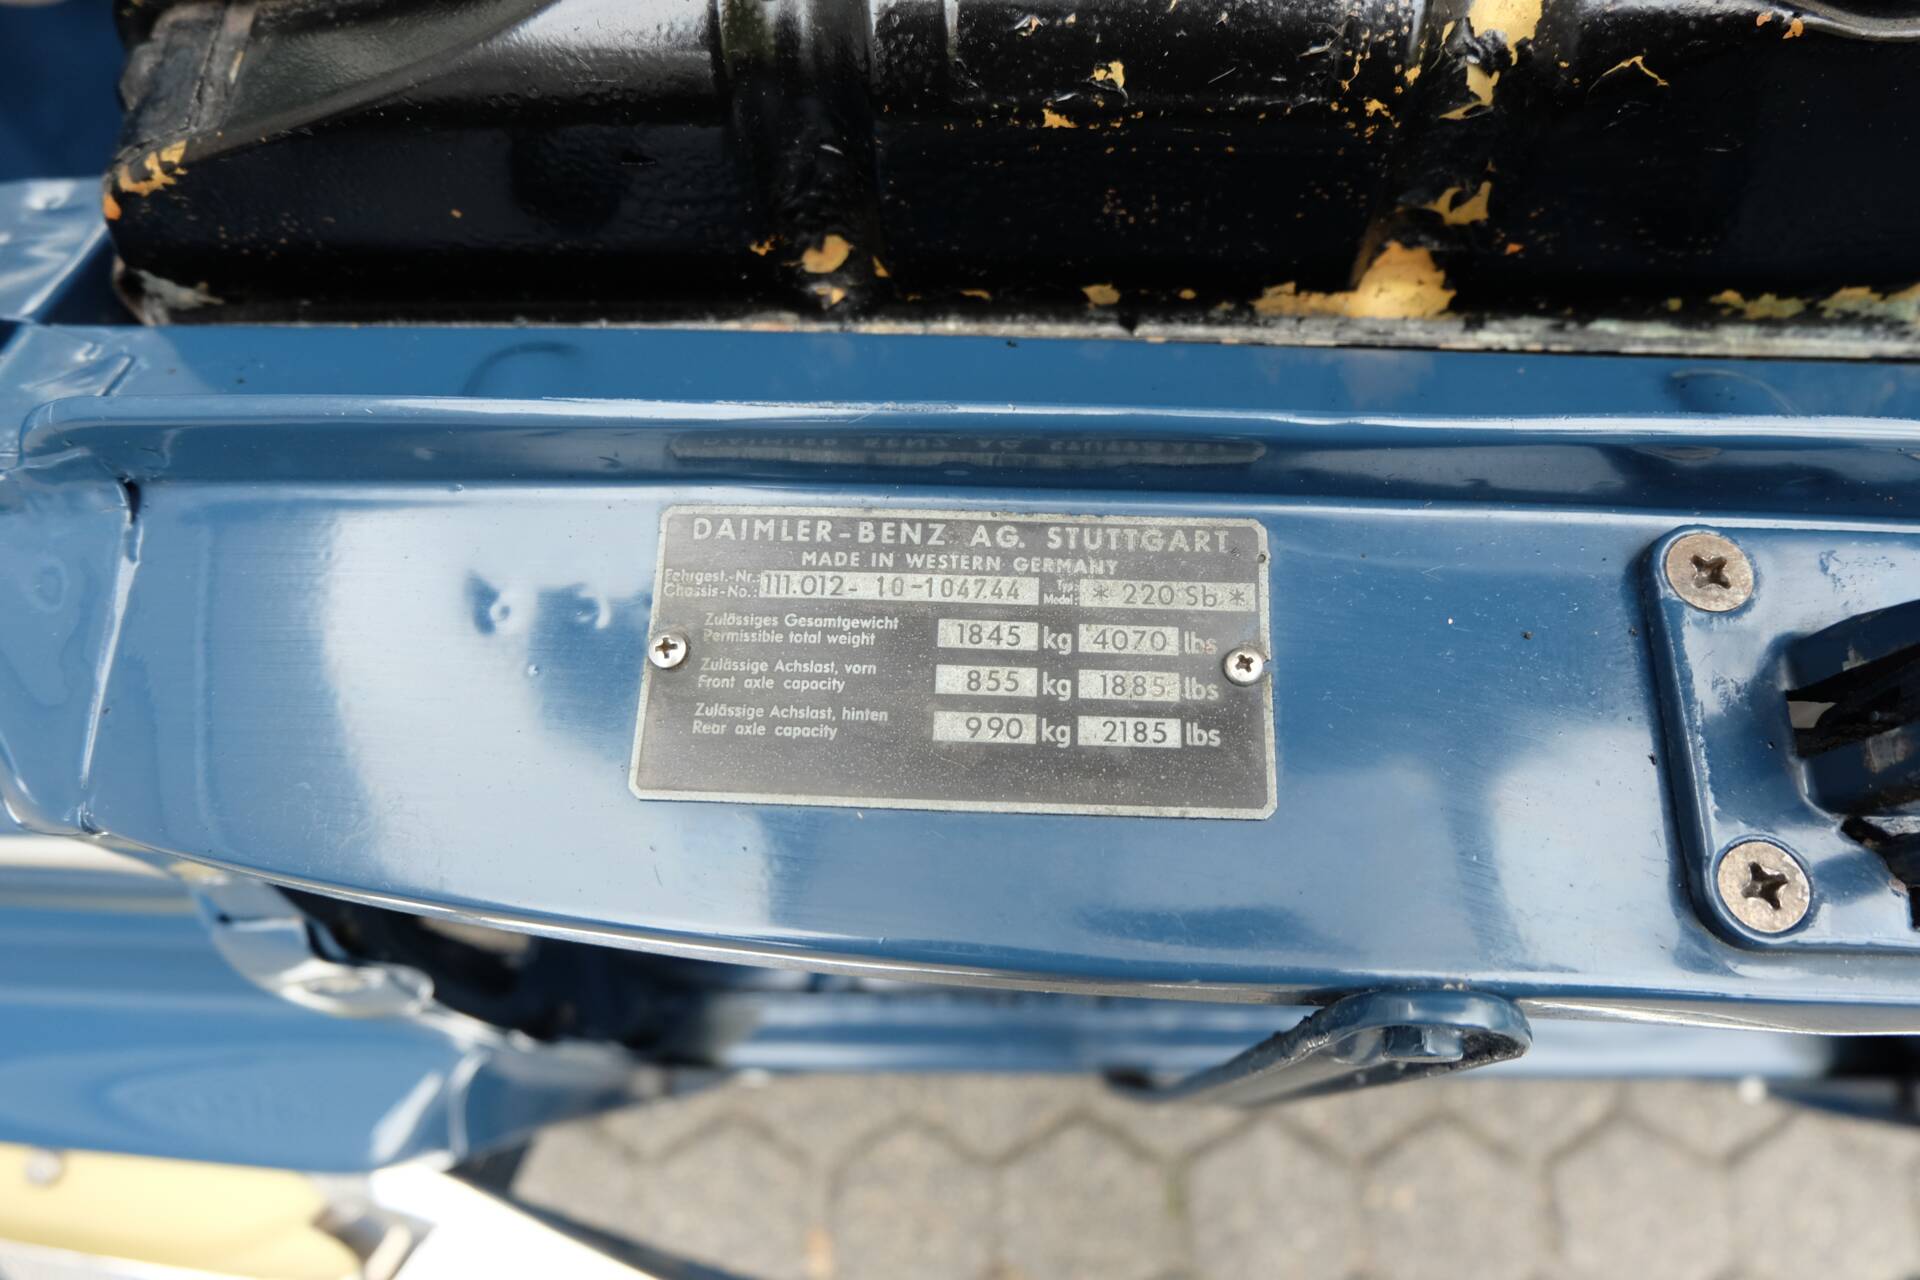 DAIMLER-BENZ AG. STUTTGART
MADE IN WESTERN GERMANY
Fahrgest.-Nr.: Typ
Chassis-No.: 111.012- 10-104744 Model: * 220 Sb *
Zulässiges Gesamtgewicht
Permissible total weight 1845 kg 4070 lbs
Zulässige Achslast, vorn
Front axle capacity 855 kg 1885 lbs
Zulässige Achslast, hinten
Rear axle capacity 990 kg 2185 lbs